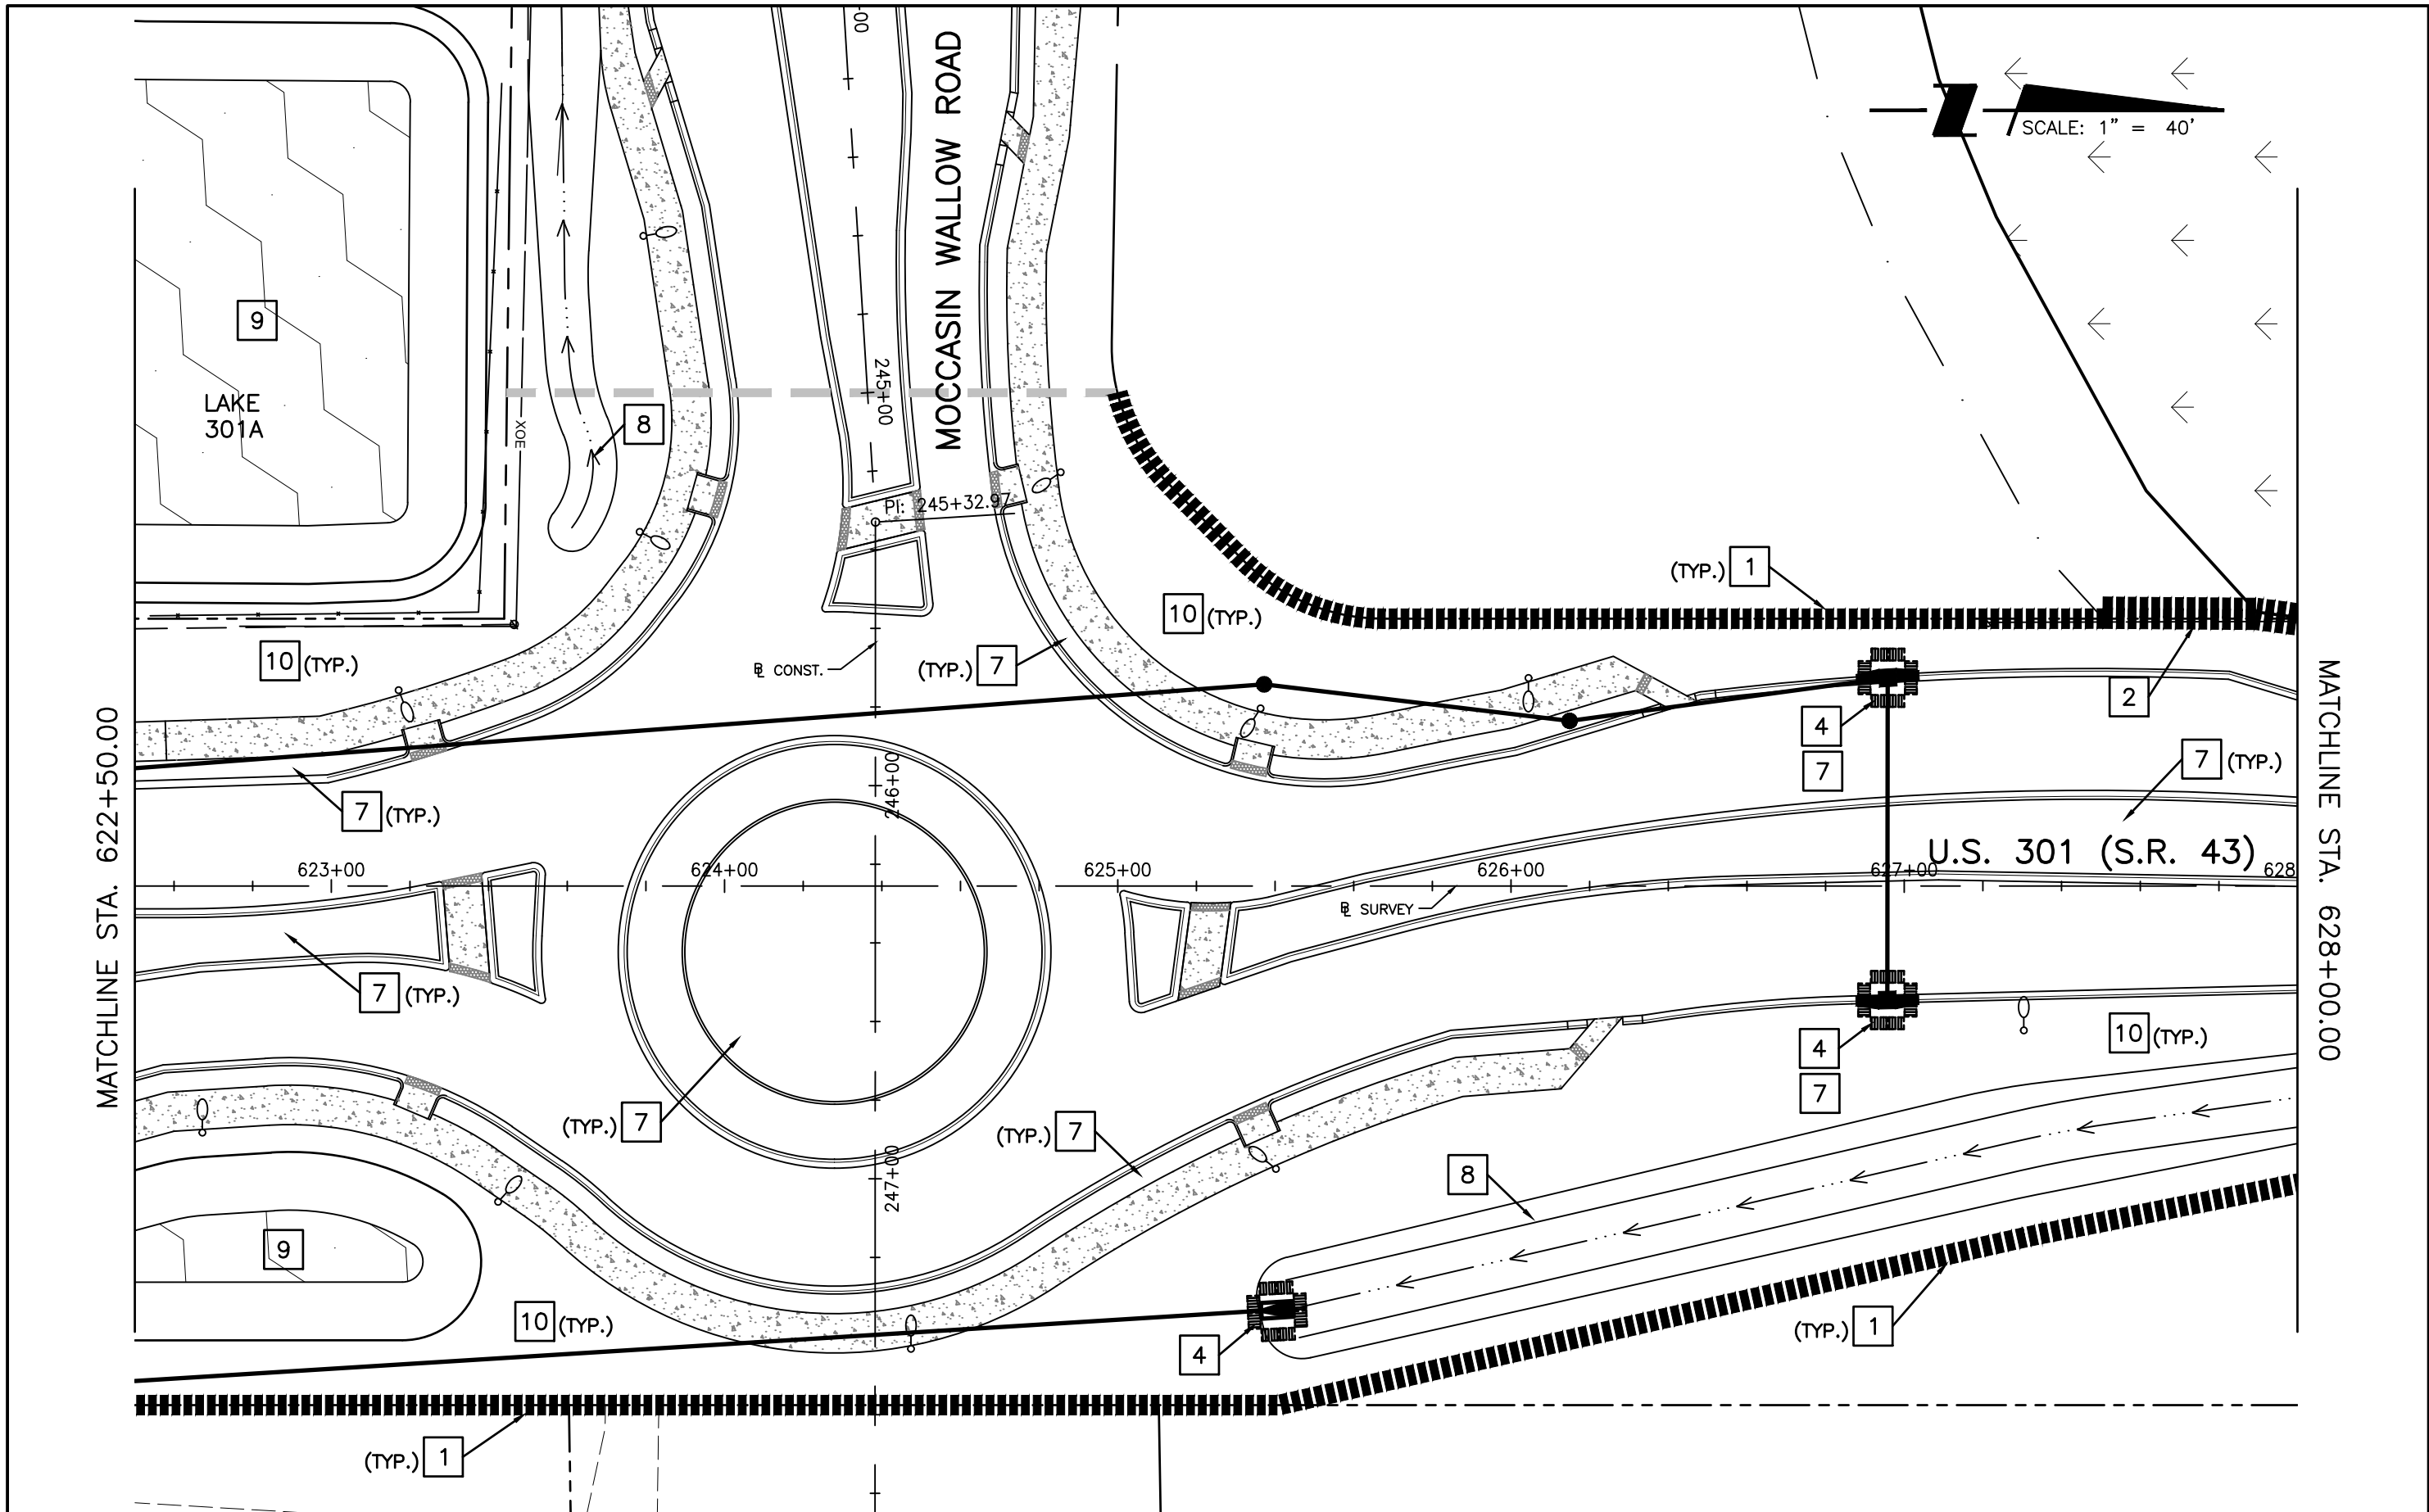 00
MOCCASIN WALLOW ROAD
SCALE: 1" = 40'
9
LAKE
301A
XOE
8
245+00
PI: 245+32.97
(TYP.) 1
10 (TYP.)
10 (TYP.)
℄ CONST.
(TYP.) 7
2
4
7
7 (TYP.)
7 (TYP.)
MATCHLINE STA. 622+50.00
MATCHLINE STA. 628+00.00
246+00
U.S. 301 (S.R. 43)
623+00
624+00
625+00
626+00
627+00
628
℄ SURVEY
7 (TYP.)
4
7
10 (TYP.)
(TYP.) 7
(TYP.) 7
247+00
8
9
10 (TYP.)
4
(TYP.) 1
(TYP.) 1